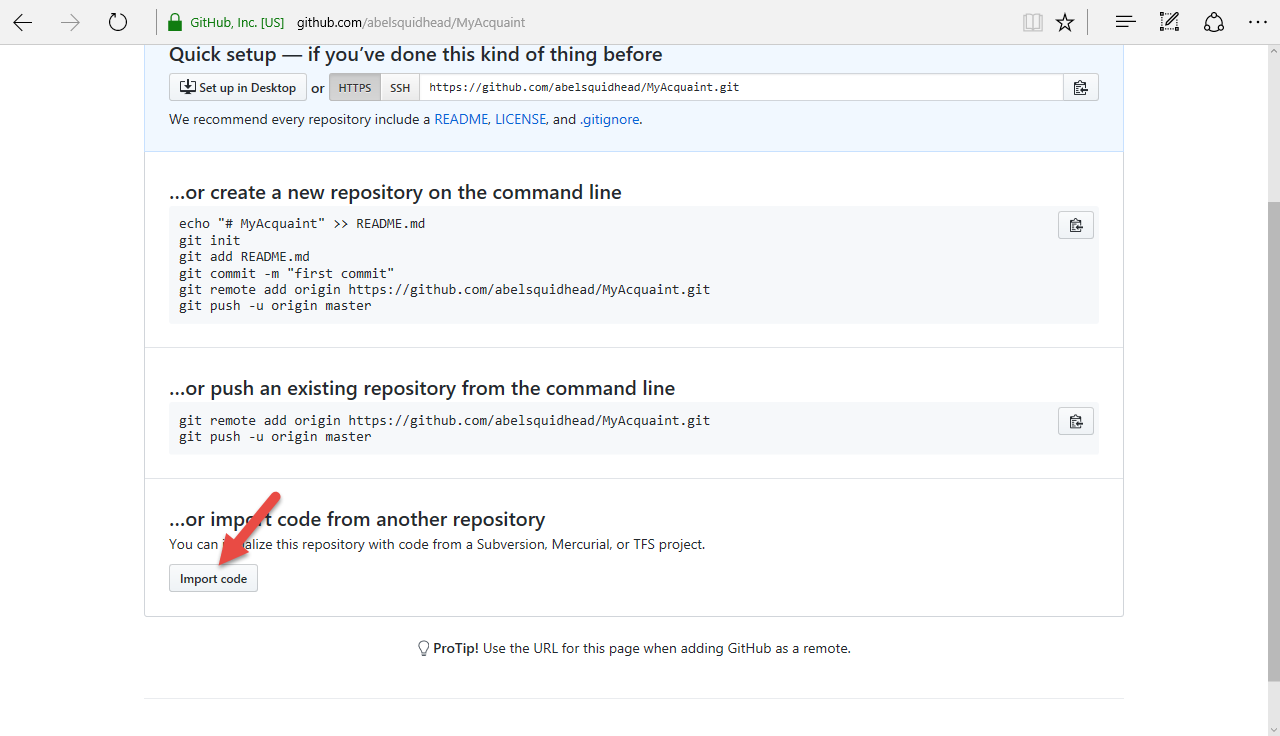 GitHub, Inc. [US] github.com/abelsquidhead/MyAcquaint
Quick setup — if you’ve done this kind of thing before
Set up in Desktop or HTTPS SSH https://github.com/abelsquidhead/MyAcquaint.git
We recommend every repository include a README, LICENSE, and .gitignore.
…or create a new repository on the command line
echo "# MyAcquaint" >> README.md
git init
git add README.md
git commit -m "first commit"
git remote add origin https://github.com/abelsquidhead/MyAcquaint.git
git push -u origin master
…or push an existing repository from the command line
git remote add origin https://github.com/abelsquidhead/MyAcquaint.git
git push -u origin master
…or import code from another repository
You can initialize this repository with code from a Subversion, Mercurial, or TFS project.
Import code
ProTip! Use the URL for this page when adding GitHub as a remote.